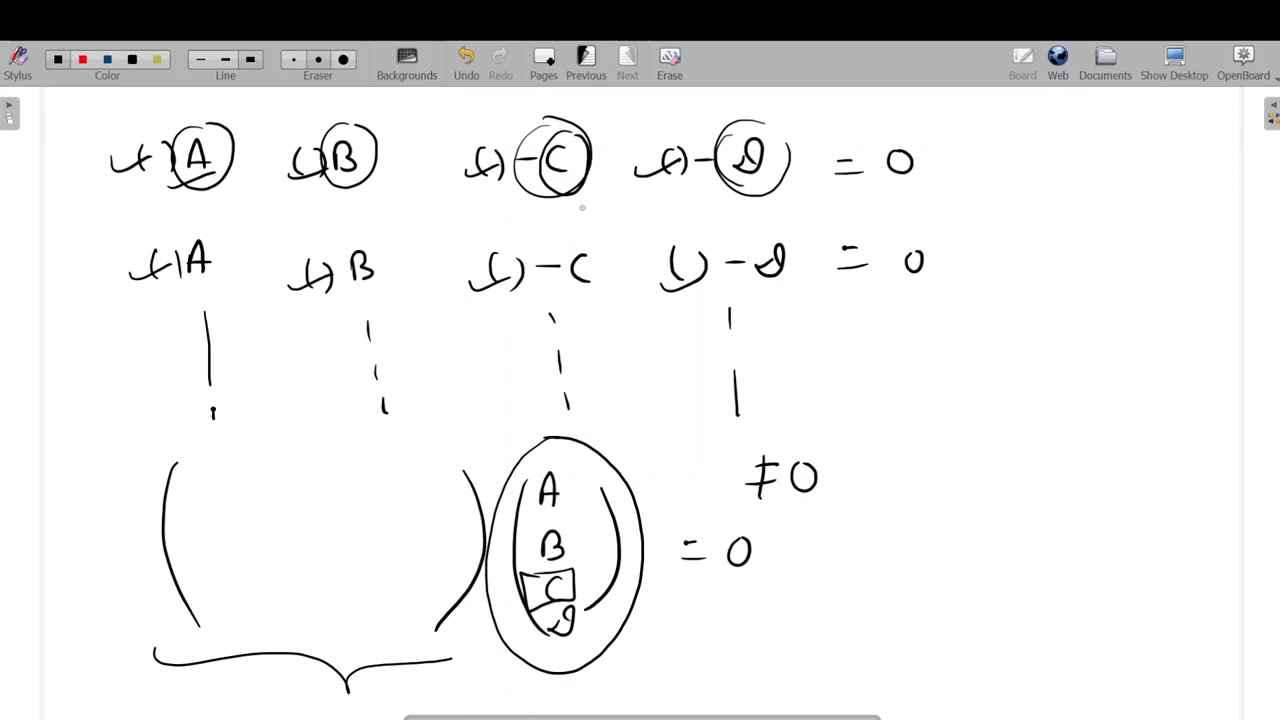 Stylus Color Line Eraser Backgrounds Undo Redo Pages Previous Next Erase Board Web Documents Show Desktop OpenBoard
( ) A ( ) B ( ) - C ( ) - D = 0
( ) A ( ) B ( ) - C ( ) - D = 0
A ≠ 0
B = 0
C
D